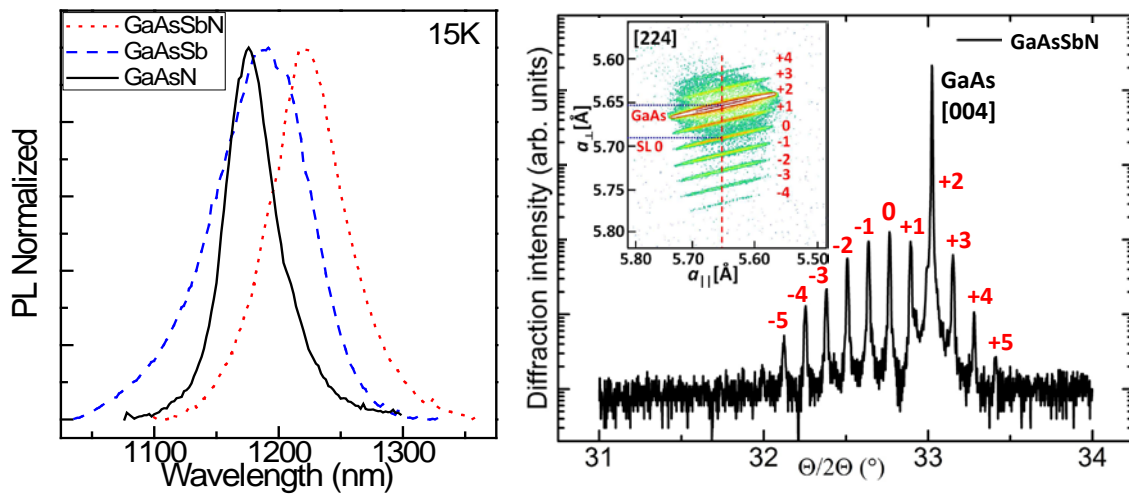 GaAsSbN
GaAsSb
GaAsN
15K
PL Normalized
1100 1200 1300
Wavelength (nm)
GaAsSbN
GaAs
[004]
Diffraction intensity (arb. units)
-5 -4 -3 -2 -1 0 +1 +2 +3 +4 +5
31 32 33 34
Θ/2Θ (°)
[224]
+4
+3
+2
+1
0
-1
-2
-3
-4
GaAs
SL 0
5.60
5.65
5.70
5.75
5.80
a⊥[Å]
5.80 5.70 5.60 5.50
a||[Å]